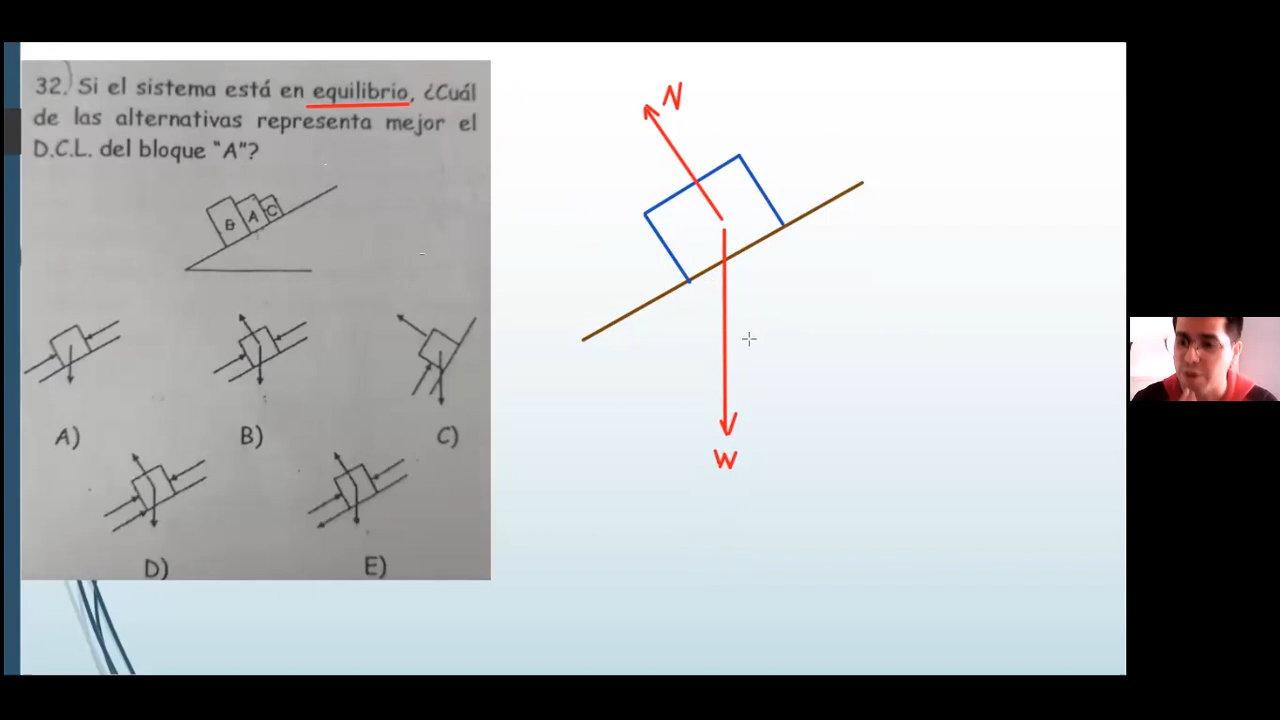 32. Si el sistema está en equilibrio, ¿Cuál
de las alternativas representa mejor el
D.C.L. del bloque "A"?
B A C
A)
B)
C)
D)
E)
N
W